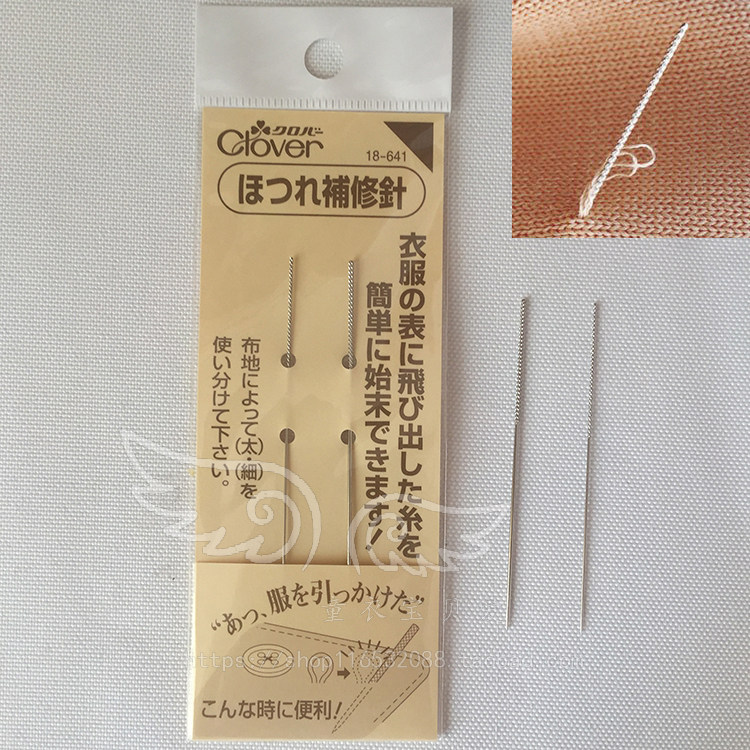 クロバー
Clover
18-641
ほつれ補修針
衣服の表に飛び出した糸を
簡単に始末できます!
布地によって(太)・(細)を
使い分けて下さい。
“あっ、服を引っかけた”
こんな時に便利!